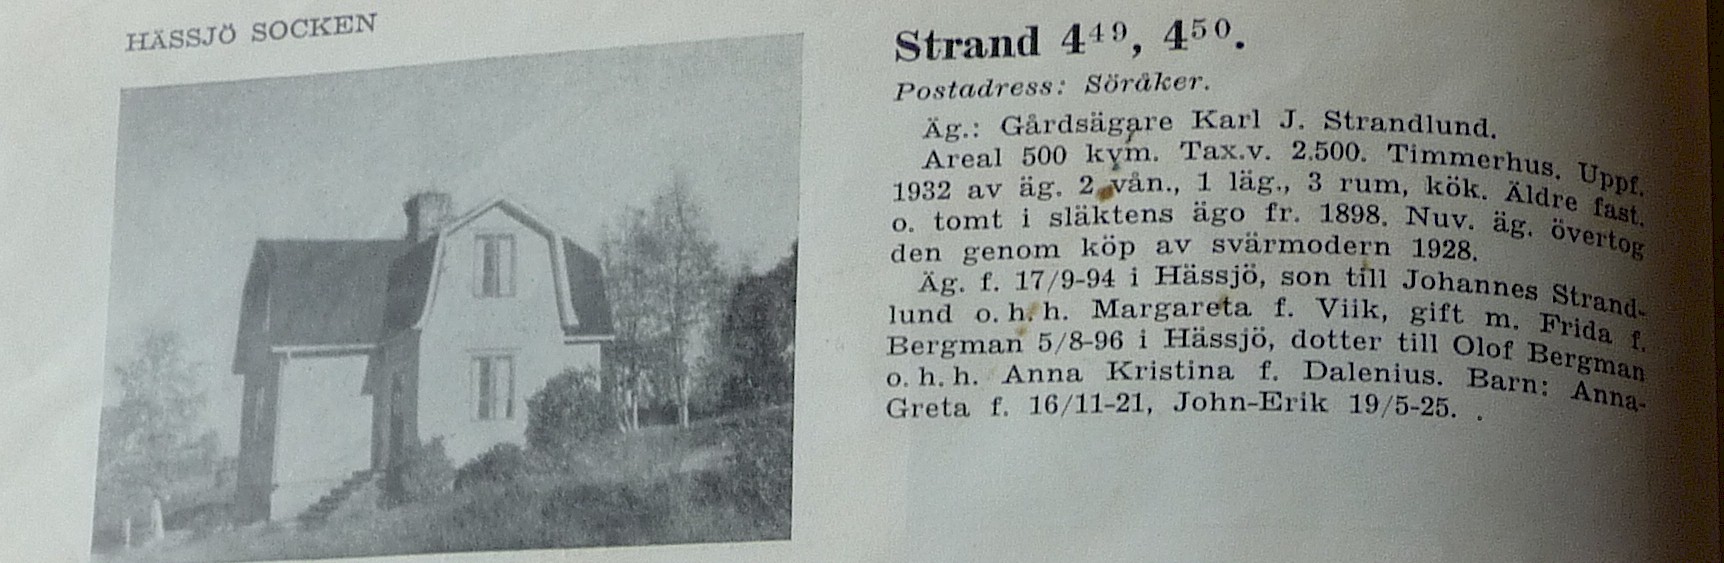 HÄSSJÖ SOCKEN
Strand 4⁴⁹, 4⁵⁰.
Postadress: Söråker.
Äg.: Gårdsägare Karl J. Strandlund.
Areal 500 kvm. Tax.v. 2.500. Timmerhus. Uppf.
1932 av äg. 2 vån., 1 läg., 3 rum, kök. Äldre fast.
o. tomt i släktens ägo fr. 1898. Nuv. äg. övertog
den genom köp av svärmodern 1928.
Äg. f. 17/9-94 i Hässjö, son till Johannes Strand-
lund o. h. h. Margareta f. Viik, gift m. Frida f.
Bergman 5/8-96 i Hässjö, dotter till Olof Bergman
o. h. h. Anna Kristina f. Dalenius. Barn: Anna-
Greta f. 16/11-21, John-Erik 19/5-25.